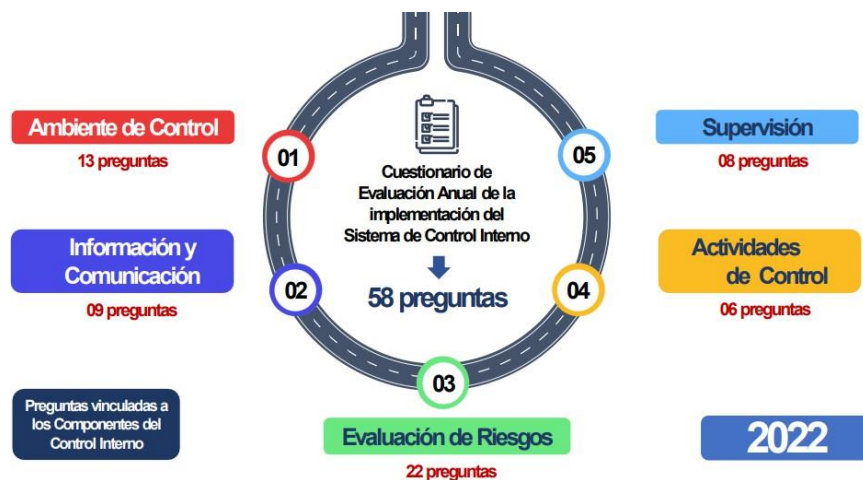 Ambiente de Control
13 preguntas
01
Información y
Comunicación
09 preguntas
02
Cuestionario de
Evaluación Anual de la
implementación del
Sistema de Control Interno
58 preguntas
03
Evaluación de Riesgos
22 preguntas
04
Actividades
de Control
06 preguntas
05
Supervisión
08 preguntas
Preguntas vinculadas a
los Componentes del
Control Interno
2022